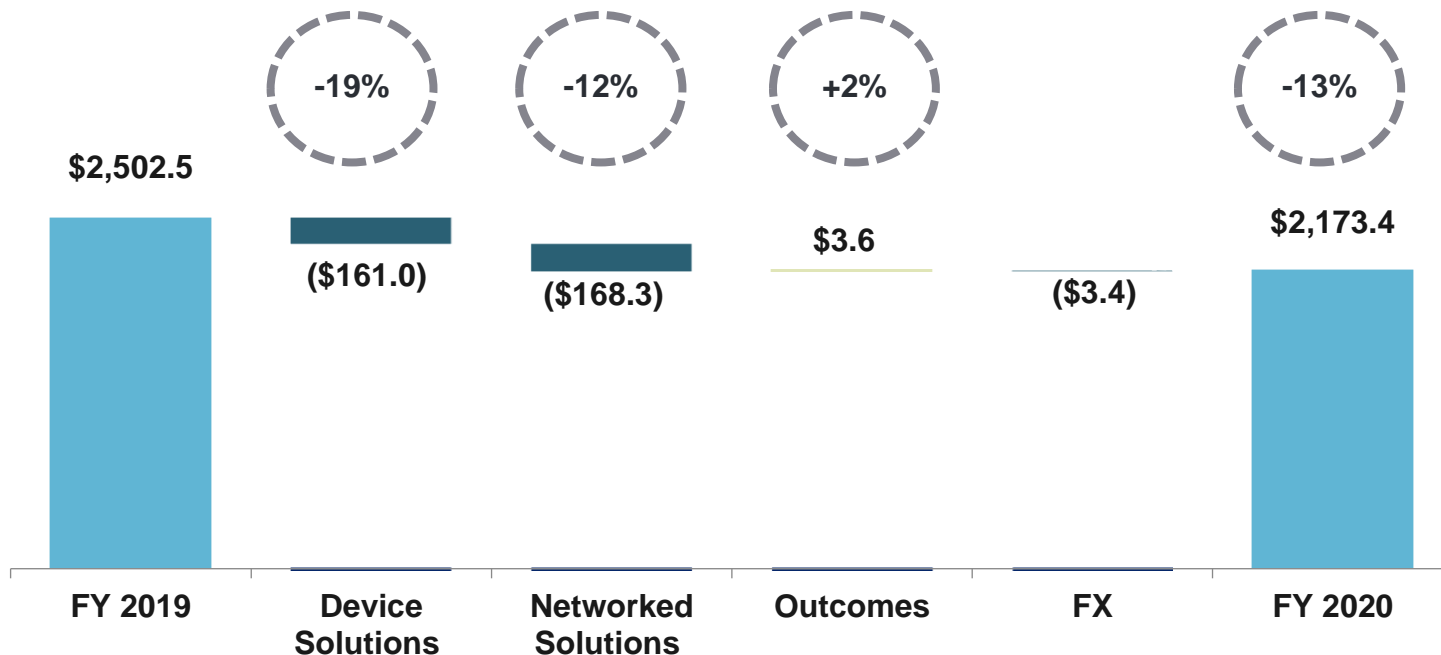 -19%
-12%
+2%
-13%
$2,502.5
($161.0)
($168.3)
$3.6
($3.4)
$2,173.4
FY 2019
Device
Solutions
Networked
Solutions
Outcomes
FX
FY 2020